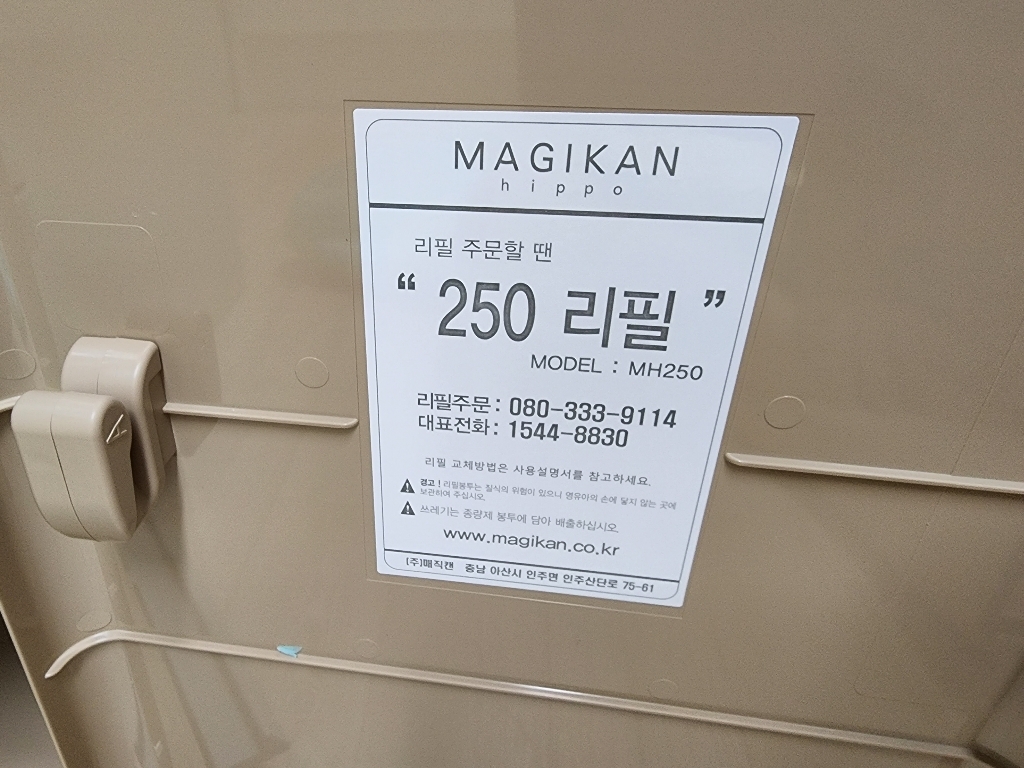 MAGIKAN
hippo
리필 주문할 땐
“ 250 리필 ”
MODEL : MH250
리필주문 : 080-333-9114
대표전화 : 1544-8830
리필 교체방법은 사용설명서를 참고하세요.
경고! 리필봉투는 질식의 위험이 있으니 영유아의 손에 닿지 않는 곳에
보관하여 주십시오.
쓰레기는 종량제 봉투에 담아 배출하십시오.
www.magikan.co.kr
(주)매직캔 충남 아산시 인주면 인주산단로 75-61